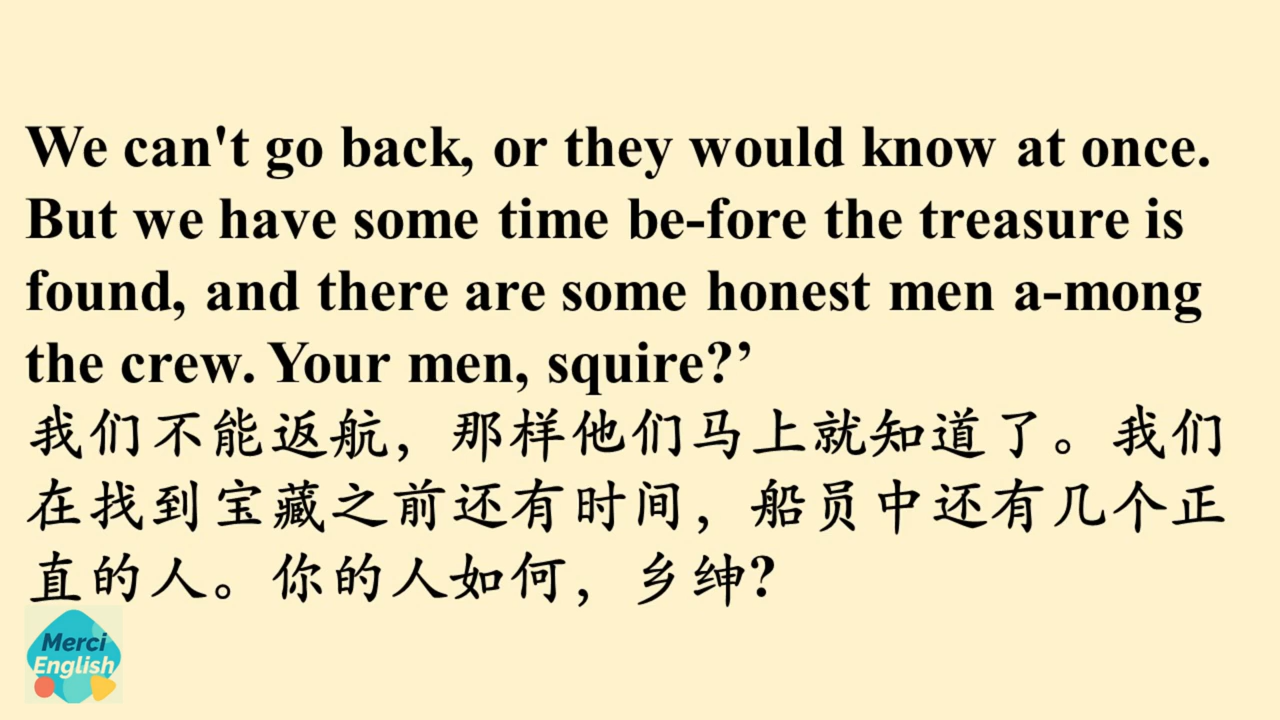 We can't go back, or they would know at once.
But we have some time be-fore the treasure is
found, and there are some honest men a-mong
the crew. Your men, squire?’
我们不能返航，那样他们马上就知道了。我们
在找到宝藏之前还有时间，船员中还有几个正
直的人。你的人如何，乡绅?
Merci
English